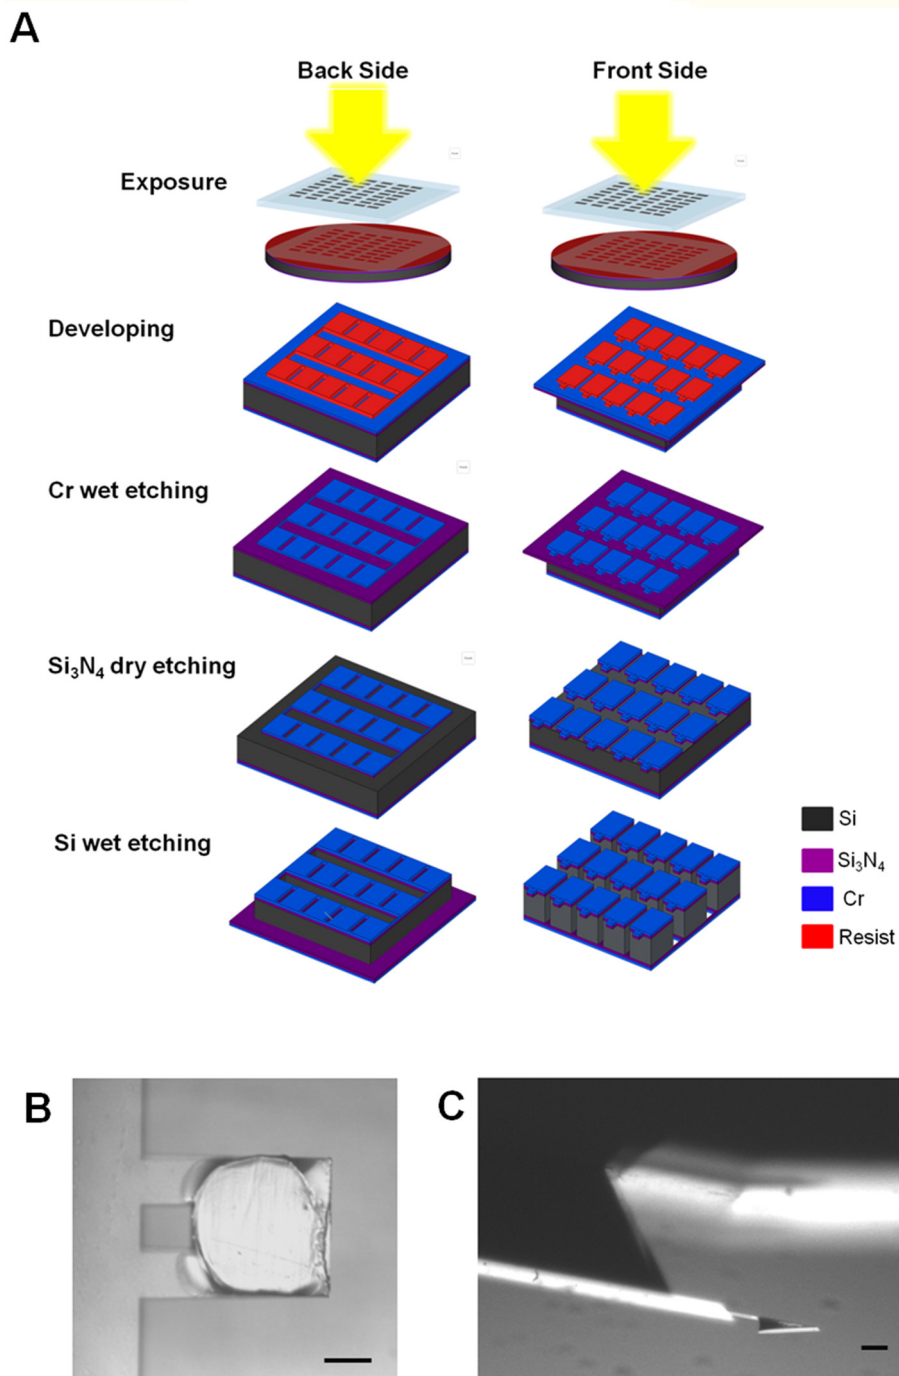 A
Back Side
Front Side
Exposure
Developing
Cr wet etching
Si₃N₄ dry etching
Si wet etching
Si
Si₃N₄
Cr
Resist
B
C